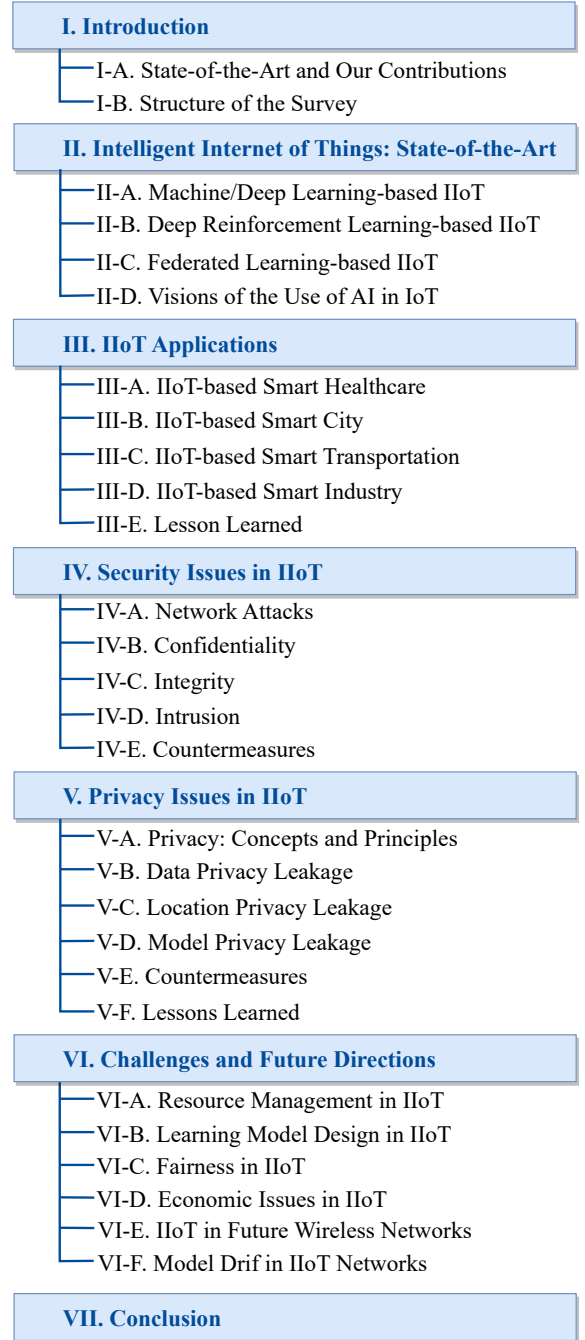 I. Introduction
I-A. State-of-the-Art and Our Contributions
I-B. Structure of the Survey
II. Intelligent Internet of Things: State-of-the-Art
II-A. Machine/Deep Learning-based IIoT
II-B. Deep Reinforcement Learning-based IIoT
II-C. Federated Learning-based IIoT
II-D. Visions of the Use of AI in IoT
III. IIoT Applications
III-A. IIoT-based Smart Healthcare
III-B. IIoT-based Smart City
III-C. IIoT-based Smart Transportation
III-D. IIoT-based Smart Industry
III-E. Lesson Learned
IV. Security Issues in IIoT
IV-A. Network Attacks
IV-B. Confidentiality
IV-C. Integrity
IV-D. Intrusion
IV-E. Countermeasures
V. Privacy Issues in IIoT
V-A. Privacy: Concepts and Principles
V-B. Data Privacy Leakage
V-C. Location Privacy Leakage
V-D. Model Privacy Leakage
V-E. Countermeasures
V-F. Lessons Learned
VI. Challenges and Future Directions
VI-A. Resource Management in IIoT
VI-B. Learning Model Design in IIoT
VI-C. Fairness in IIoT
VI-D. Economic Issues in IIoT
VI-E. IIoT in Future Wireless Networks
VI-F. Model Drif in IIoT Networks
VII. Conclusion